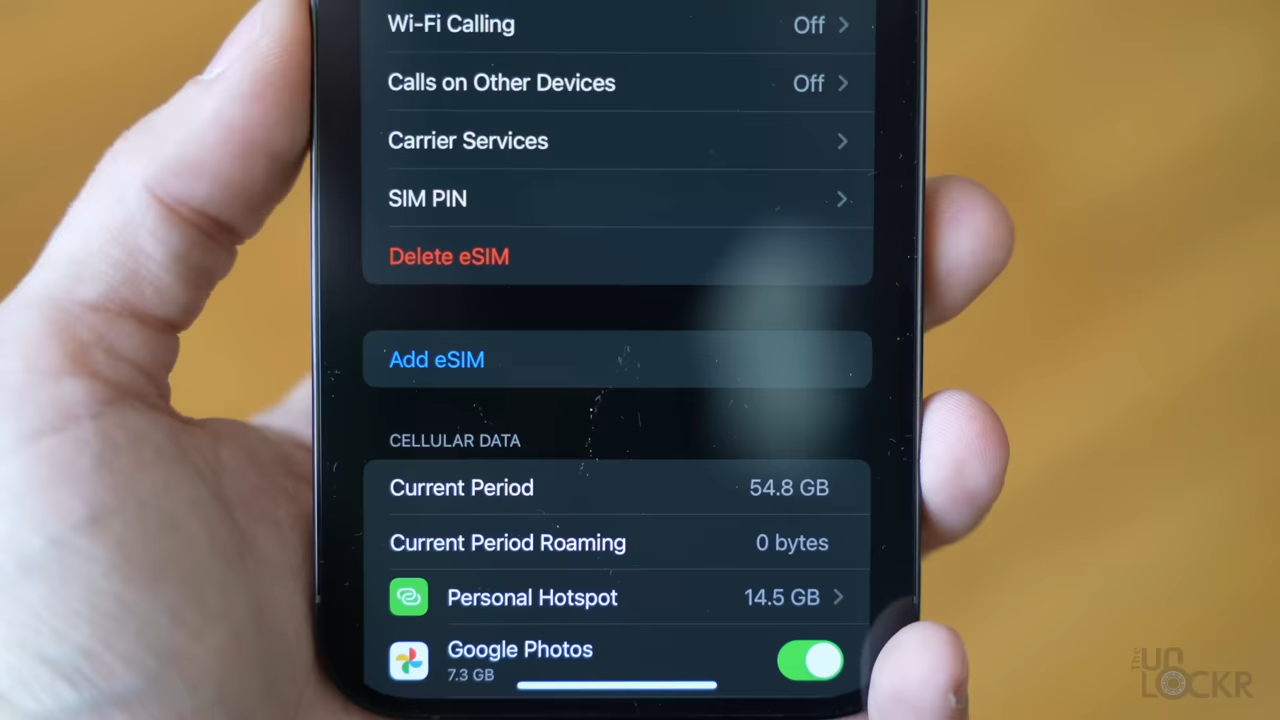 Wi-Fi Calling Off
Calls on Other Devices Off
Carrier Services
SIM PIN
Delete eSIM
Add eSIM
CELLULAR DATA
Current Period 54.8 GB
Current Period Roaming 0 bytes
Personal Hotspot 14.5 GB
Google Photos
7.3 GB
The
UN
LOCKR